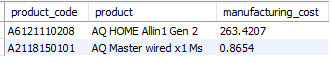 product_code product manufacturing_cost
A6121110208 AQ HOME Allin1 Gen 2 263.4207
A2118150101 AQ Master wired x1 Ms 0.8654